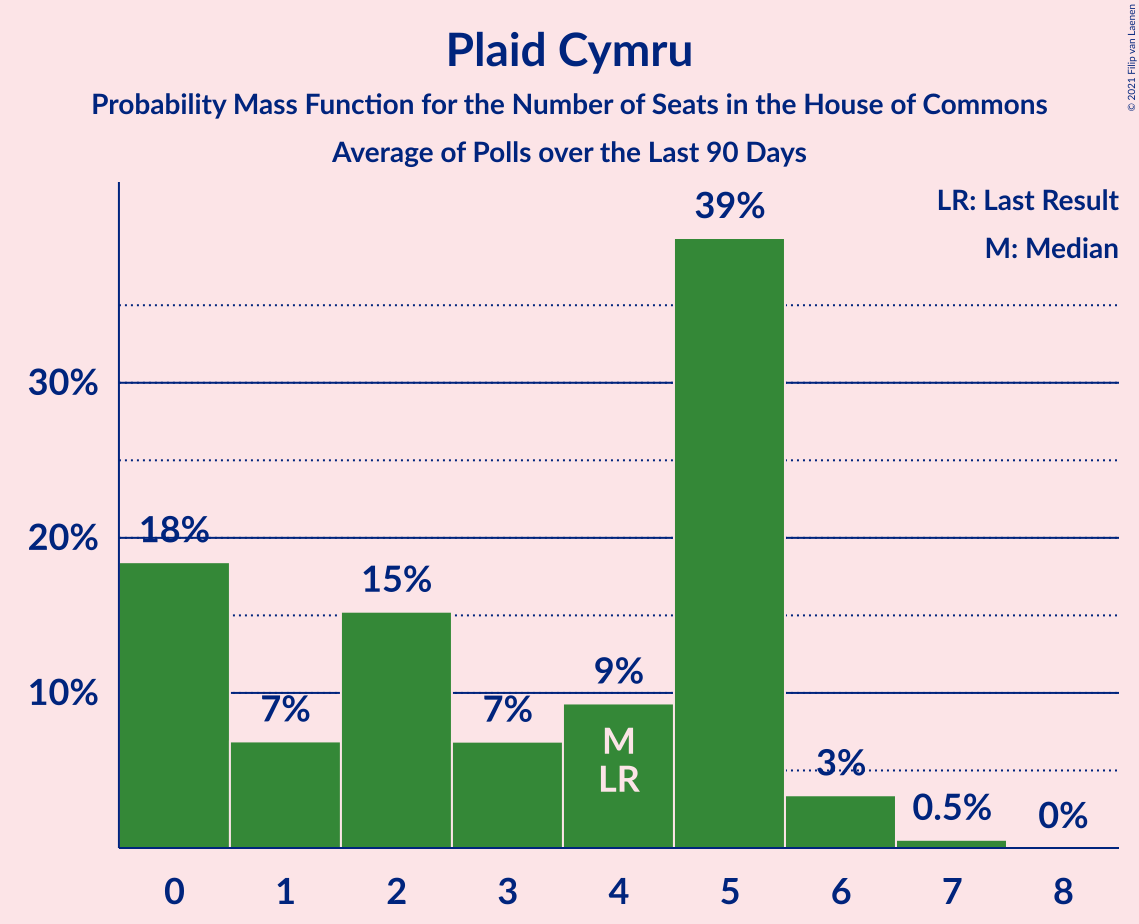 Plaid Cymru
Probability Mass Function for the Number of Seats in the House of Commons
Average of Polls over the Last 90 Days
© 2021 Filip van Laenen
LR: Last Result
M: Median
39%
30%
20%
18%
15%
10%
7%
7%
9%
M
LR
3%
0.5%
0%
0 1 2 3 4 5 6 7 8